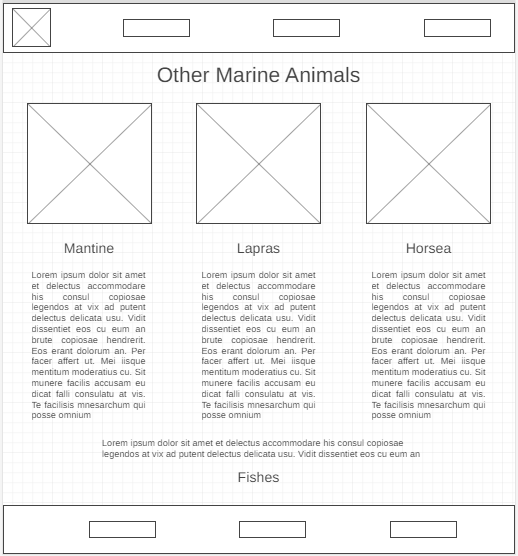 Other Marine Animals
Mantine
Lorem ipsum dolor sit amet
et delectus accommodare
his consul copiosae
legendos at vix ad putent
delectus delicata usu. Vidit
dissentiet eos cu eum an
brute copiosae hendrerit.
Eos erant dolorum an. Per
facer affert ut. Mei iisque
mentitum moderatius cu. Sit
munere facilis accusam eu
dicat falli consulatu at vis.
Te facilisis mnesarchum qui
posse omnium
Lapras
Lorem ipsum dolor sit amet
et delectus accommodare
his consul copiosae
legendos at vix ad putent
delectus delicata usu. Vidit
dissentiet eos cu eum an
brute copiosae hendrerit.
Eos erant dolorum an. Per
facer affert ut. Mei iisque
mentitum moderatius cu. Sit
munere facilis accusam eu
dicat falli consulatu at vis.
Te facilisis mnesarchum qui
posse omnium
Horsea
Lorem ipsum dolor sit amet
et delectus accommodare
his consul copiosae
legendos at vix ad putent
delectus delicata usu. Vidit
dissentiet eos cu eum an
brute copiosae hendrerit.
Eos erant dolorum an. Per
facer affert ut. Mei iisque
mentitum moderatius cu. Sit
munere facilis accusam eu
dicat falli consulatu at vis.
Te facilisis mnesarchum qui
posse omnium
Lorem ipsum dolor sit amet et delectus accommodare his consul copiosae
legendos at vix ad putent delectus delicata usu. Vidit dissentiet eos cu eum an
Fishes